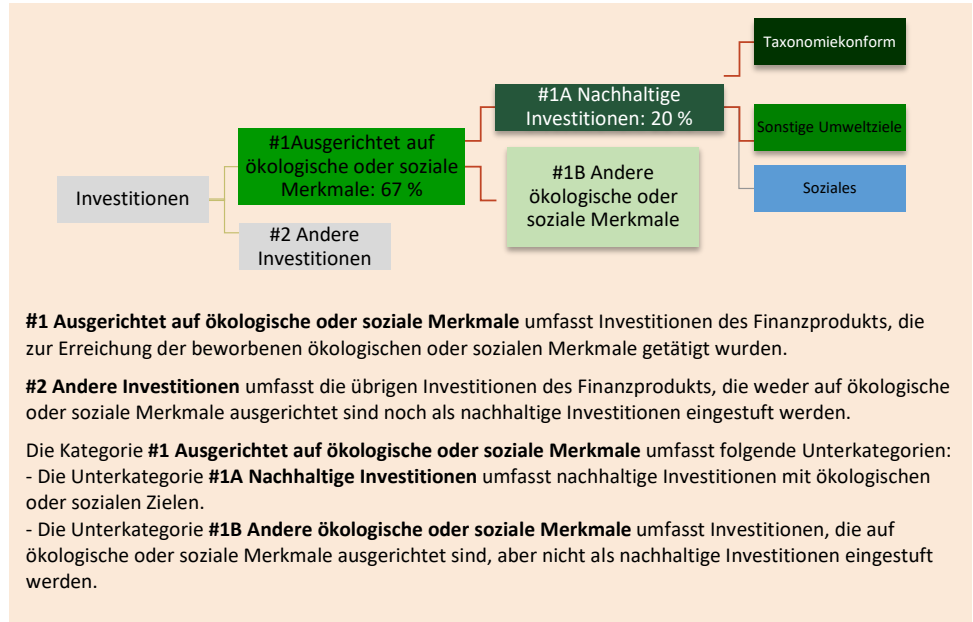 Investitionen
#1Ausgerichtet auf
ökologische oder soziale
Merkmale: 67 %
#2 Andere
Investitionen
#1A Nachhaltige
Investitionen: 20 %
#1B Andere
ökologische oder
soziale Merkmale
Taxonomiekonform
Sonstige Umweltziele
Soziales
#1 Ausgerichtet auf ökologische oder soziale Merkmale umfasst Investitionen des Finanzprodukts, die
zur Erreichung der beworbenen ökologischen oder sozialen Merkmale getätigt wurden.
#2 Andere Investitionen umfasst die übrigen Investitionen des Finanzprodukts, die weder auf ökologische
oder soziale Merkmale ausgerichtet sind noch als nachhaltige Investitionen eingestuft werden.
Die Kategorie #1 Ausgerichtet auf ökologische oder soziale Merkmale umfasst folgende Unterkategorien:
- Die Unterkategorie #1A Nachhaltige Investitionen umfasst nachhaltige Investitionen mit ökologischen
oder sozialen Zielen.
- Die Unterkategorie #1B Andere ökologische oder soziale Merkmale umfasst Investitionen, die auf
ökologische oder soziale Merkmale ausgerichtet sind, aber nicht als nachhaltige Investitionen eingestuft
werden.